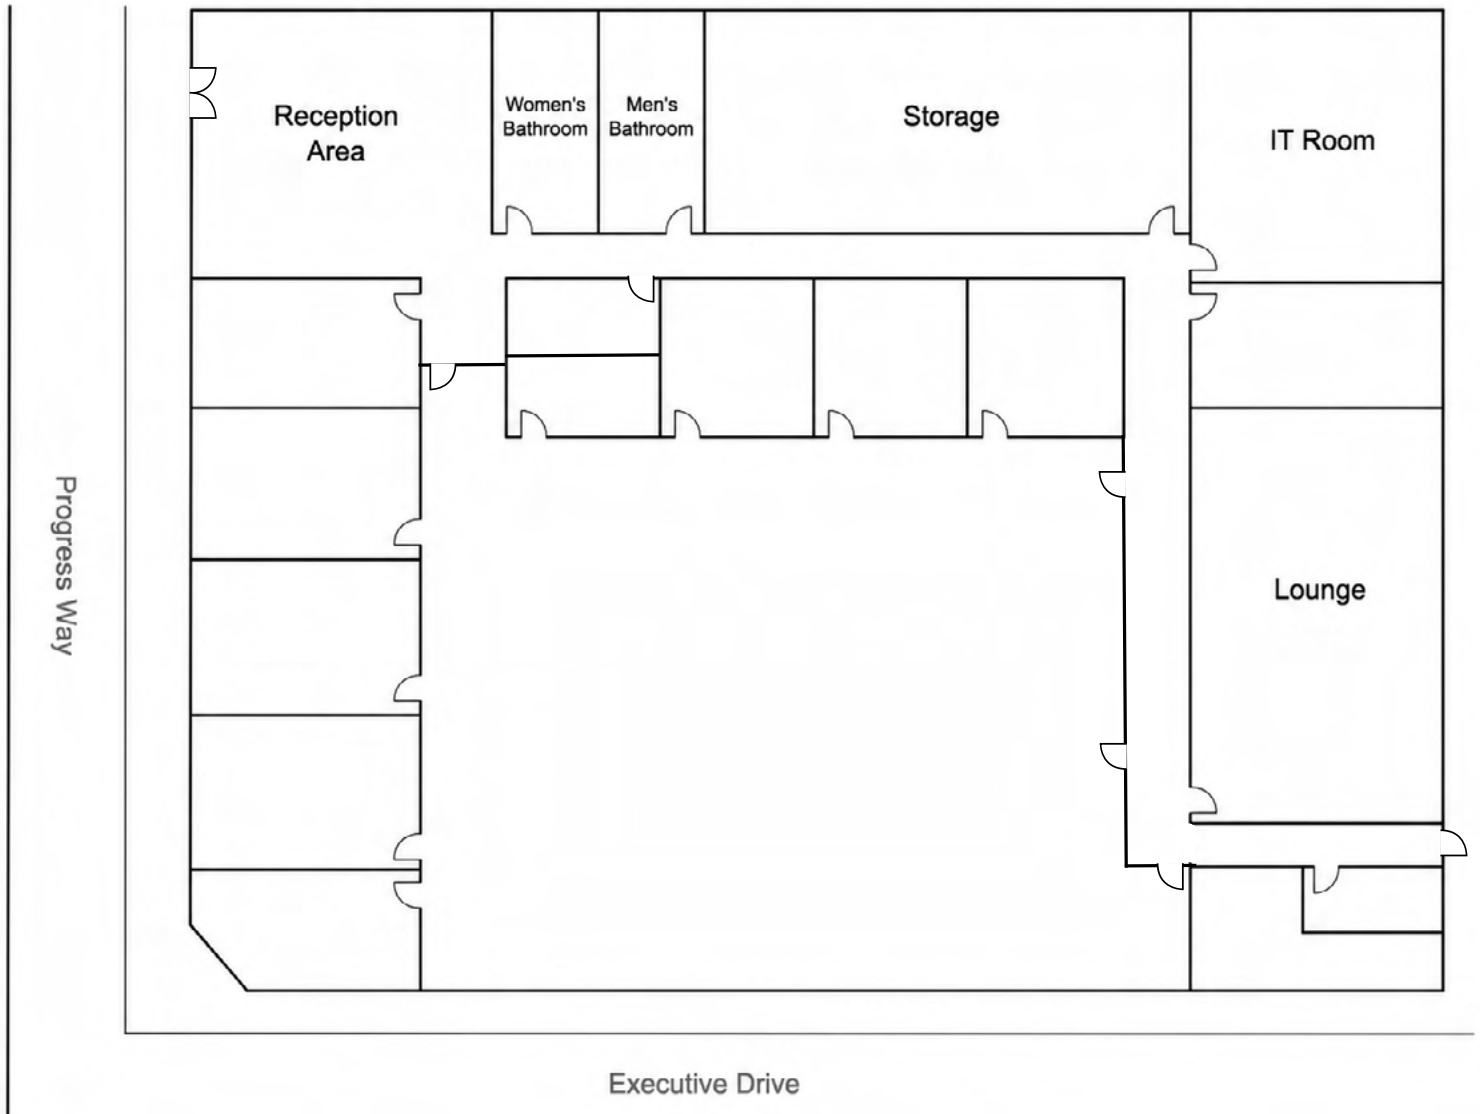 Reception
Area
Women's
Bathroom
Men's
Bathroom
Storage
IT Room
Lounge
Progress Way
Executive Drive